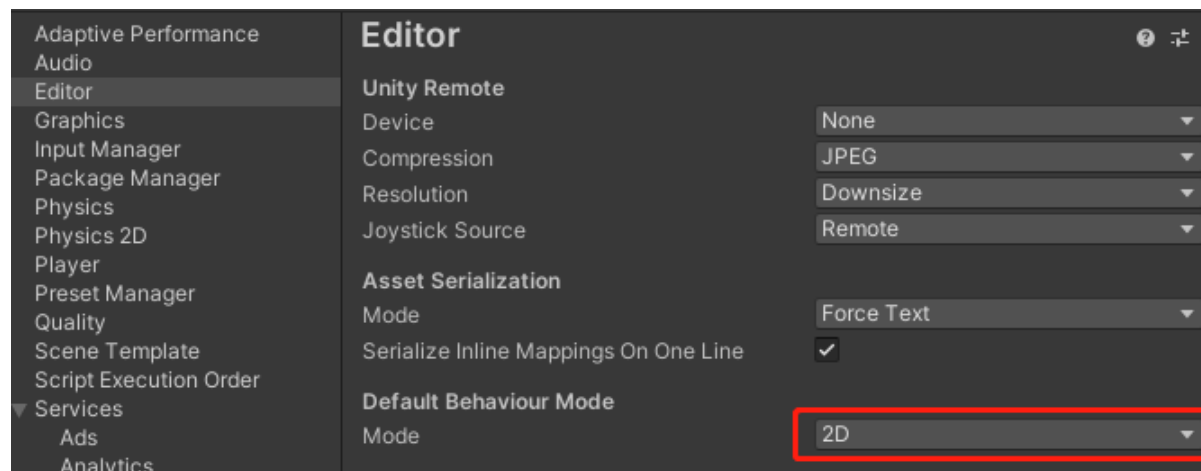 Adaptive Performance
Audio
Editor
Graphics
Input Manager
Package Manager
Physics
Physics 2D
Player
Preset Manager
Quality
Scene Template
Script Execution Order
Services
Ads
Analytics
Editor
Unity Remote
Device None
Compression JPEG
Resolution Downsize
Joystick Source Remote
Asset Serialization
Mode Force Text
Serialize Inline Mappings On One Line
Default Behaviour Mode
Mode 2D